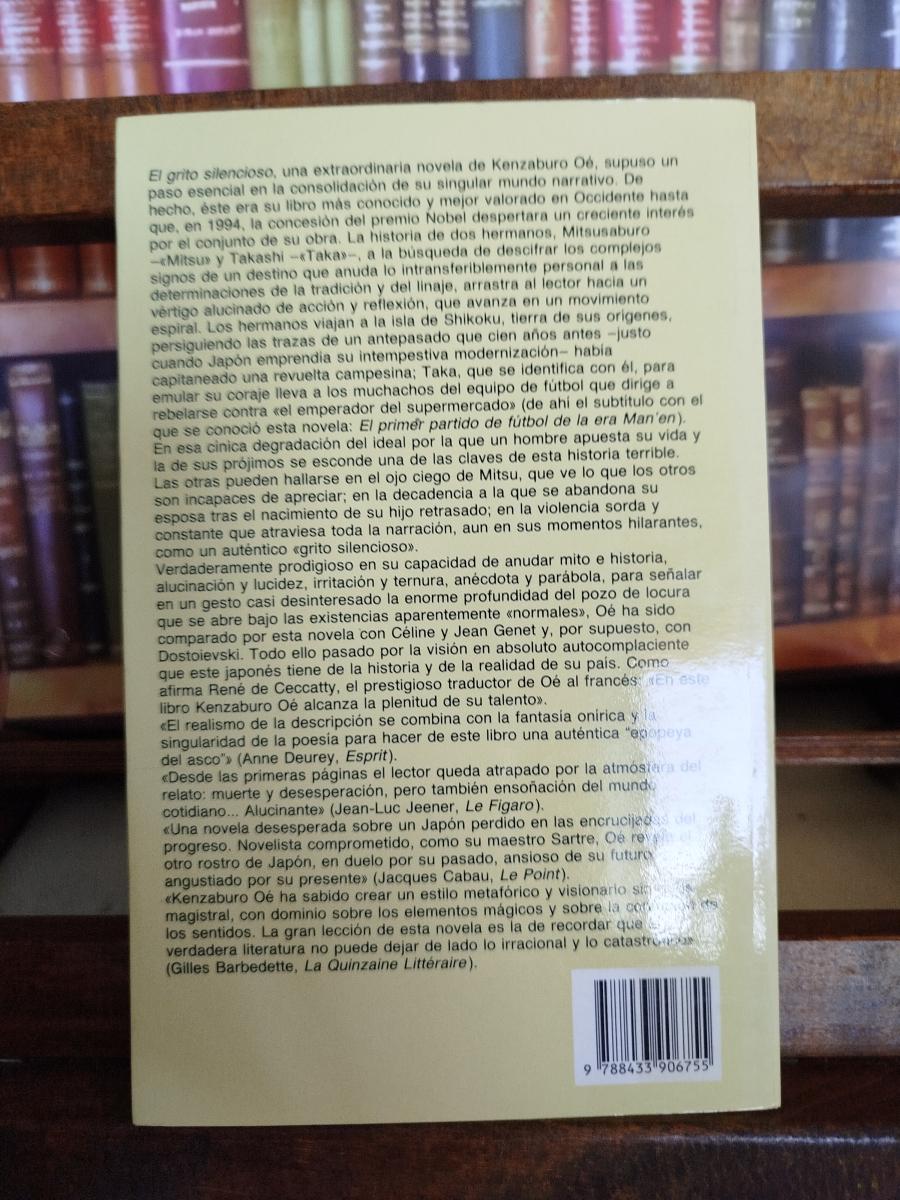 El grito silencioso, una extraordinaria novela de Kenzaburo Oé, supuso un
paso esencial en la consolidación de su singular mundo narrativo. De
hecho, éste era su libro más conocido y mejor valorado en Occidente hasta
que, en 1994, la concesión del premio Nobel despertara un creciente interés
por el conjunto de su obra. La historia de dos hermanos, Mitsusaburo
–«Mitsu» y Takashi –«Taka»–, a la búsqueda de descifrar los complejos
signos de un destino que anuda lo intransferiblemente personal a las
determinaciones de la tradición y del linaje, arrastra al lector hacia un
vértigo alucinado de acción y reflexión, que avanza en un movimiento
espiral. Los hermanos viajan a la isla de Shikoku, tierra de sus orígenes,
persiguiendo las trazas de un antepasado que cien años antes –justo
cuando Japón emprendía su intempestiva modernización– había
capitaneado una revuelta campesina; Taka, que se identifica con él, para
emular su coraje lleva a los muchachos del equipo de fútbol que dirige a
rebelarse contra «el emperador del supermercado» (de ahí el subtítulo con el
que se conoció esta novela: El primer partido de fútbol de la era Man'en).
En esa cínica degradación del ideal por la que un hombre apuesta su vida y
la de sus prójimos se esconde una de las claves de esta historia terrible.
Las otras pueden hallarse en el ojo ciego de Mitsu, que ve lo que los otros
son incapaces de apreciar; en la decadencia a la que se abandona su
esposa tras el nacimiento de su hijo retrasado; en la violencia sorda y
constante que atraviesa toda la narración, aun en sus momentos hilarantes,
como un auténtico «grito silencioso».
Verdaderamente prodigioso en su capacidad de anudar mito e historia,
alucinación y lucidez, irritación y ternura, anécdota y parábola, para señalar
en un gesto casi desinteresado la enorme profundidad del pozo de locura
que se abre bajo las existencias aparentemente «normales», Oé ha sido
comparado por esta novela con Céline y Jean Genet y, por supuesto, con
Dostoievski. Todo ello pasado por la visión en absoluto autocomplaciente
que este japonés tiene de la historia y de la realidad de su país. Como
afirma René de Ceccatty, el prestigioso traductor de Oé al francés: «En este
libro Kenzaburo Oé alcanza la plenitud de su talento».
«El realismo de la descripción se combina con la fantasía onírica y la
singularidad de la poesía para hacer de este libro una auténtica “epopeya
del asco”» (Anne Deurey, Esprit).
«Desde las primeras páginas el lector queda atrapado por la atmósfera del
relato: muerte y desesperación, pero también ensoñación del mundo
cotidiano... Alucinante» (Jean-Luc Jeener, Le Figaro).
«Una novela desesperada sobre un Japón perdido en las encrucijadas del
progreso. Novelista comprometido, como su maestro Sartre, Oé revela el
otro rostro de Japón, en duelo por su pasado, ansioso de su futuro,
angustiado por su presente» (Jacques Cabau, Le Point).
«Kenzaburo Oé ha sabido crear un estilo metafórico y visionario
magistral, con dominio sobre los elementos mágicos y sobre la de
los sentidos. La gran lección de esta novela es la de recordar que
verdadera literatura no puede dejar de lado lo irracional y lo catastrófico»
(Gilles Barbedette, La Quinzaine Littéraire).
9 788433 906755